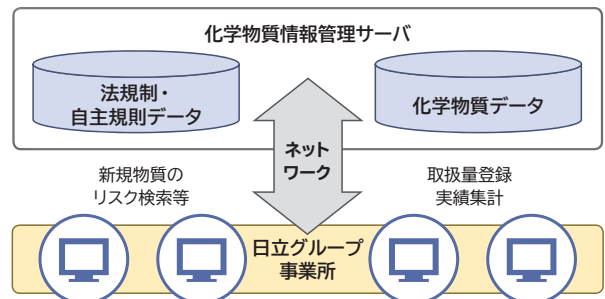 化学物質情報管理サーバ
法規制・
自主規則データ
化学物質データ
ネット
ワーク
新規物質の
リスク検索等
取扱量登録
実績集計
日立グループ
事業所